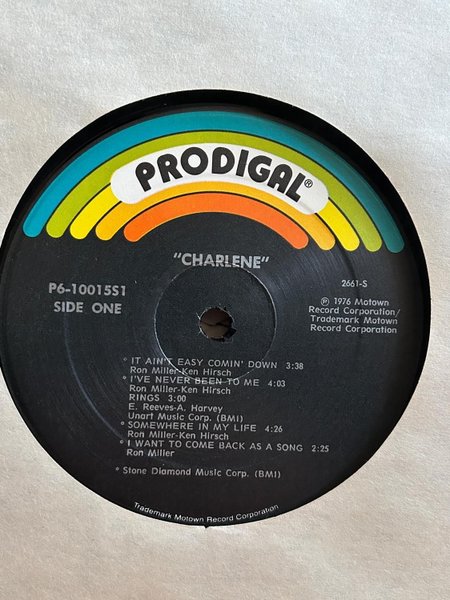 PRODIGAL®
"CHARLENE"
P6-10015S1
SIDE ONE
2661-S
℗ 1976 Motown
Record Corporation/
Trademark Motown
Record Corporation
° IT AIN'T EASY COMIN' DOWN 3:38
Ron Miller-Ken Hirsch
° I'VE NEVER BEEN TO ME 4:03
Ron Miller-Ken Hirsch
RINGS 3:00
E. Reeves-A. Harvey
Unart Music Corp. (BMI)
° SOMEWHERE IN MY LIFE 4:26
Ron Miller-Ken Hirsch
° I WANT TO COME BACK AS A SONG 2:25
Ron Miller
° Stone Diamond Music Corp. (BMI)
Trademark Motown Record Corporation